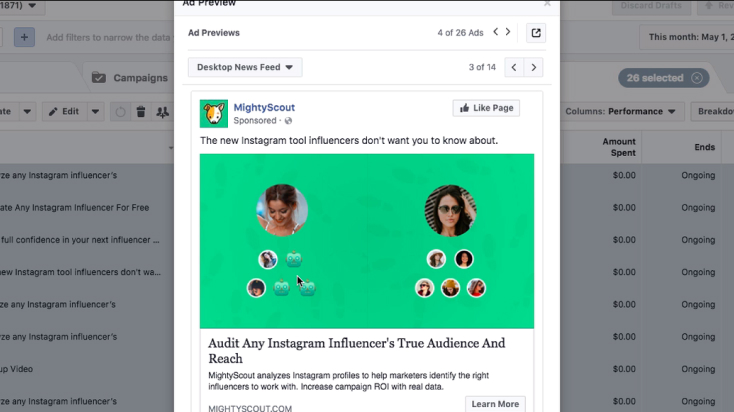 1871)
Ad Preview
Discard Drafts
Add filters to narrow the data
Ad Previews
4 of 26 Ads
This month: May 1, 2
Desktop News Feed
3 of 14
Campaigns
26 selected
Edit
Columns: Performance
Breakdo
MightyScout
Sponsored ·
Like Page
The new Instagram tool influencers don't want you to know about.
Amount
Spent
Ends
ze any Instagram influencer's
$0.00
Ongoing
ate Any Instagram Influencer For Free
$0.00
Ongoing
full confidence in your next influencer ...
$0.00
Ongoing
new Instagram tool influencers don't wa...
$0.00
Ongoing
ze any Instagram influencer's
$0.00
Ongoing
ze any Instagram influencer's
$0.00
Ongoing
up Video
$0.00
Ongoing
ze any Instagram influencer's
$0.00
Ongoing
Audit Any Instagram Influencer's True Audience And
Reach
MightyScout analyzes Instagram profiles to help marketers identify the right
influencers to work with. Increase campaign ROI with real data.
Learn More
MIGHTYSCOUT.COM